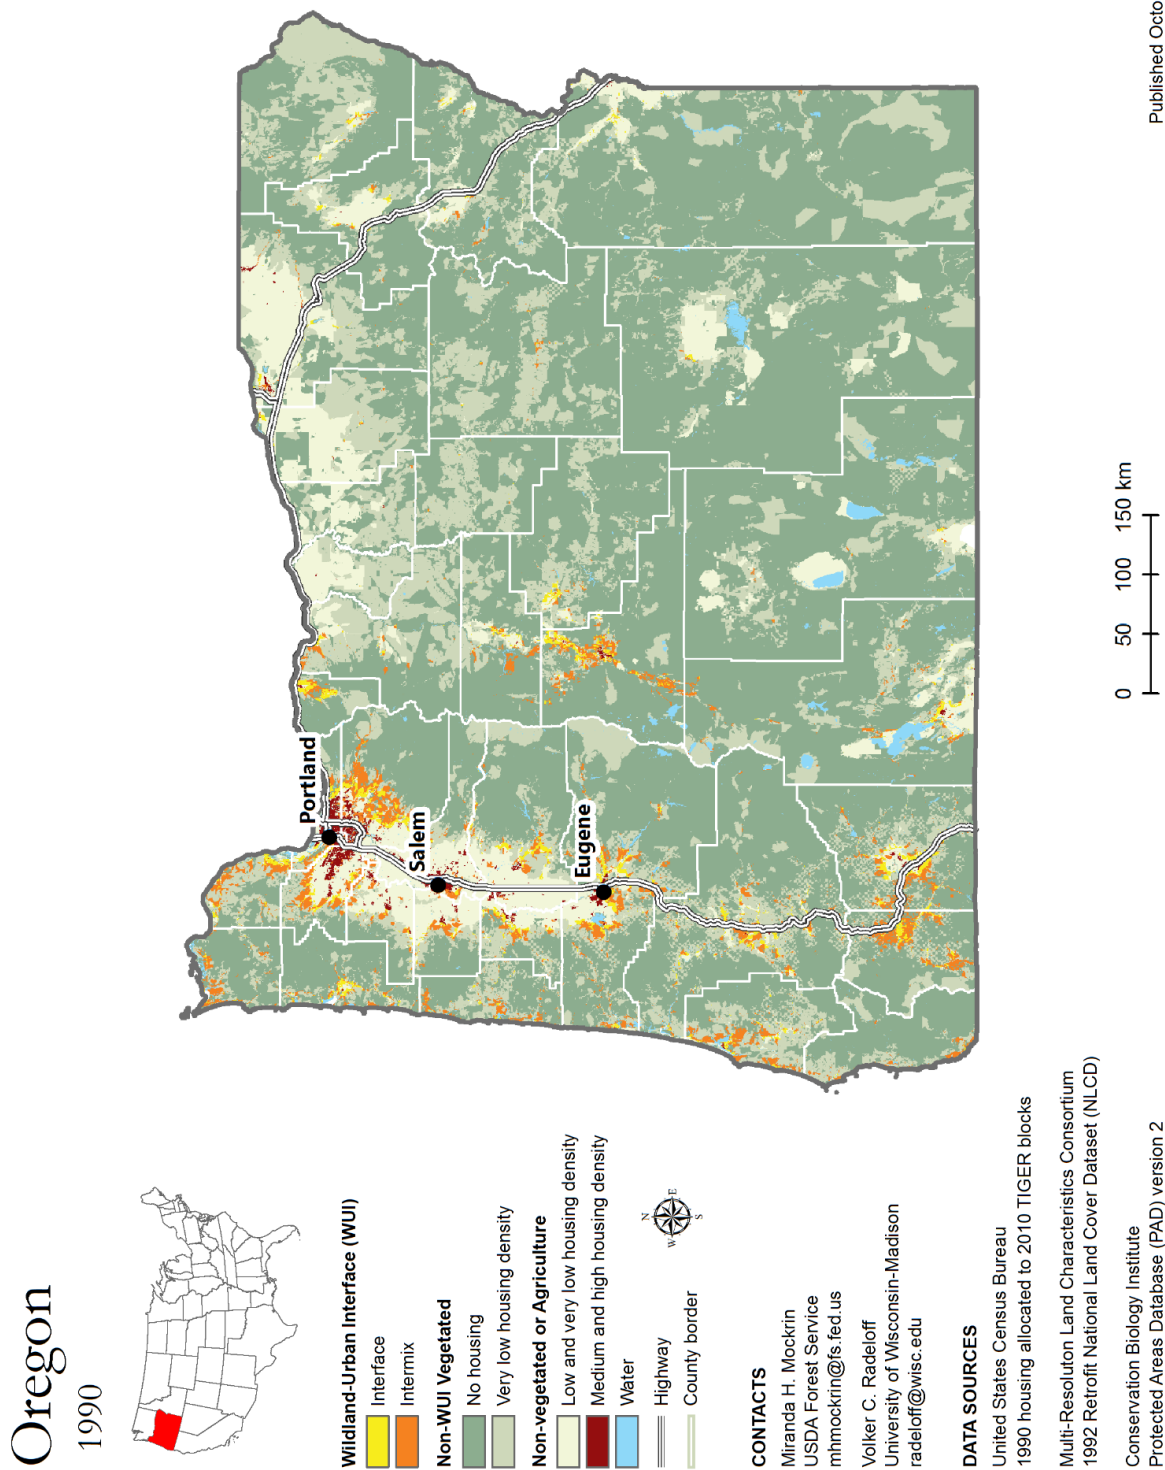 Oregon
1990
Wildland-Urban Interface (WUI)
Interface
Intermix
Non-WUI Vegetated
No housing
Very low housing density
Non-vegetated or Agriculture
Low and very low housing density
Medium and high housing density
Water
Highway
County border
N
W
E
S
CONTACTS
Miranda H. Mockrin
USDA Forest Service
mhmockrin@fs.fed.us
Volker C. Radeloff
University of Wisconsin-Madison
radeloff@wisc.edu
DATA SOURCES
United States Census Bureau
1990 housing allocated to 2010 TIGER blocks
Multi-Resoluton Land Characteristics Consortium
1992 Retrofit National Land Cover Dataset (NLCD)
Conservation Biology Institute
Protected Areas Database (PAD) version 2
Portland
Salem
Eugene
0 50 100 150 km
Published Octo